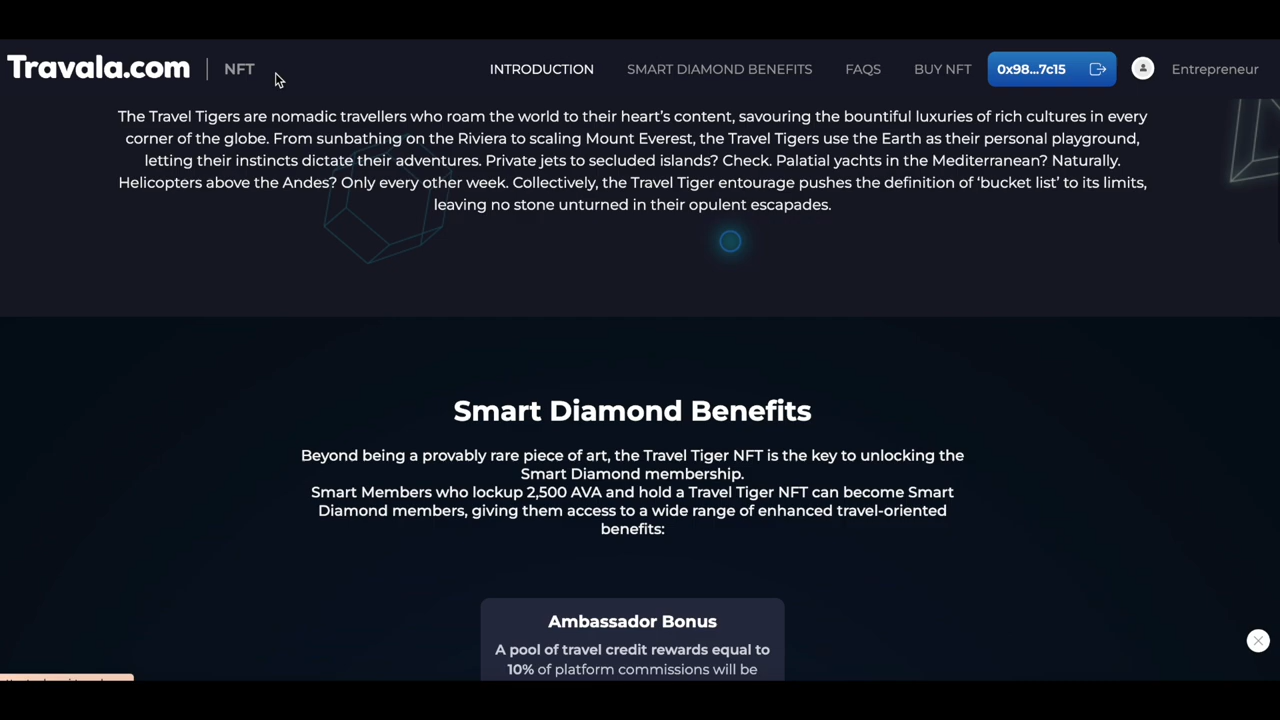 Travala.com | NFT
INTRODUCTION
SMART DIAMOND BENEFITS
FAQS
BUY NFT
0x98...7c15
Entrepreneur
The Travel Tigers are nomadic travellers who roam the world to their heart’s content, savouring the bountiful luxuries of rich cultures in every
corner of the globe. From sunbathing on the Riviera to scaling Mount Everest, the Travel Tigers use the Earth as their personal playground,
letting their instincts dictate their adventures. Private jets to secluded islands? Check. Palatial yachts in the Mediterranean? Naturally.
Helicopters above the Andes? Only every other week. Collectively, the Travel Tiger entourage pushes the definition of ‘bucket list’ to its limits,
leaving no stone unturned in their opulent escapades.
Smart Diamond Benefits
Beyond being a provably rare piece of art, the Travel Tiger NFT is the key to unlocking the
Smart Diamond membership.
Smart Members who lockup 2,500 AVA and hold a Travel Tiger NFT can become Smart
Diamond members, giving them access to a wide range of enhanced travel-oriented
benefits:
Ambassador Bonus
A pool of travel credit rewards equal to
10% of platform commissions will be